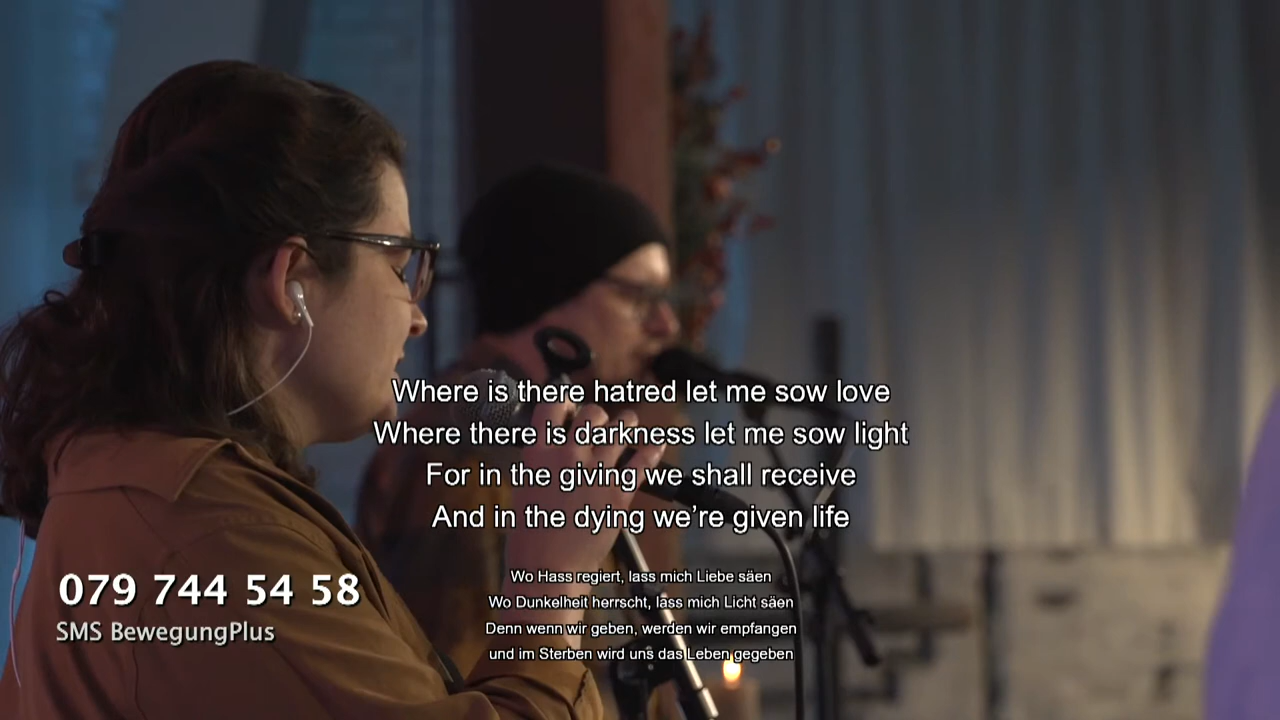 Where is there hatred let me sow love
Where there is darkness let me sow light
For in the giving we shall receive
And in the dying we're given life
Wo Hass regiert, lass mich Liebe säen
Wo Dunkelheit herrscht, lass mich Licht säen
Denn wenn wir geben, werden wir empfangen
und im Sterben wird uns das Leben gegeben
079 744 54 58
SMS BewegungPlus